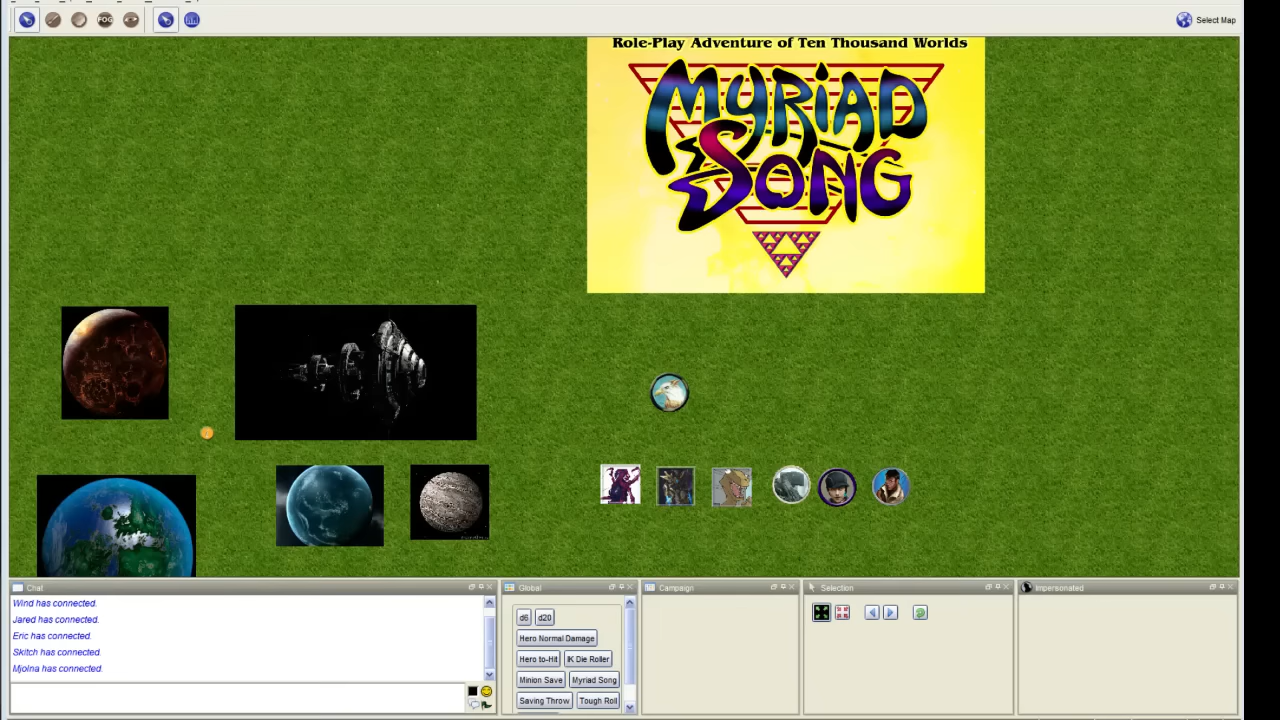 FOG
Select Map
Role-Play Adventure of Ten Thousand Worlds
MYRiAD
SONG
Chat
Wind has connected.
Jared has connected.
Eric has connected.
Skitch has connected.
Mjolna has connected.
Global
d6 d20
Hero Normal Damage
Hero to-Hit IK Die Roller
Minion Save Myriad Song
Saving Throw Tough Roll
Campaign
Selection
Impersonated